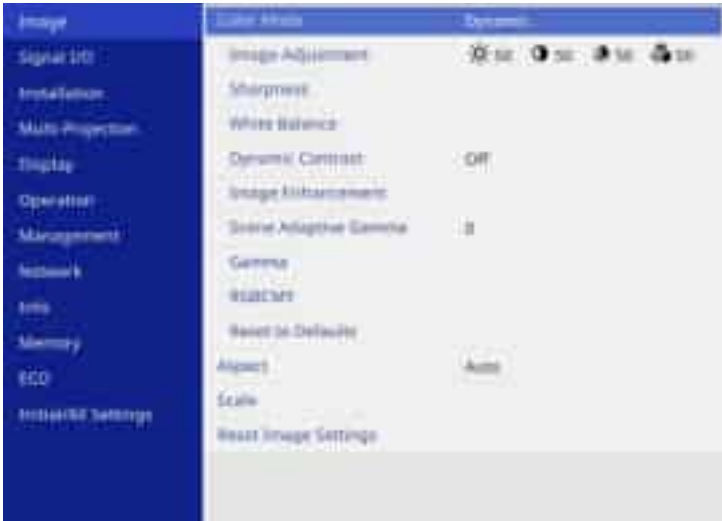 Image
Signal I/O
Installation
Multi-Projection
Display
Operation
Management
Network
Info
Memory
ECO
Initial/All Settings
Color Mode Dynamic
Image Adjustment 50 50 50 50
Sharpness
White Balance
Dynamic Contrast Off
Image Enhancement
Scene Adaptive Gamma 0
Gamma
RGBCMY
Reset to Defaults
Aspect Auto
Scale
Reset Image Settings